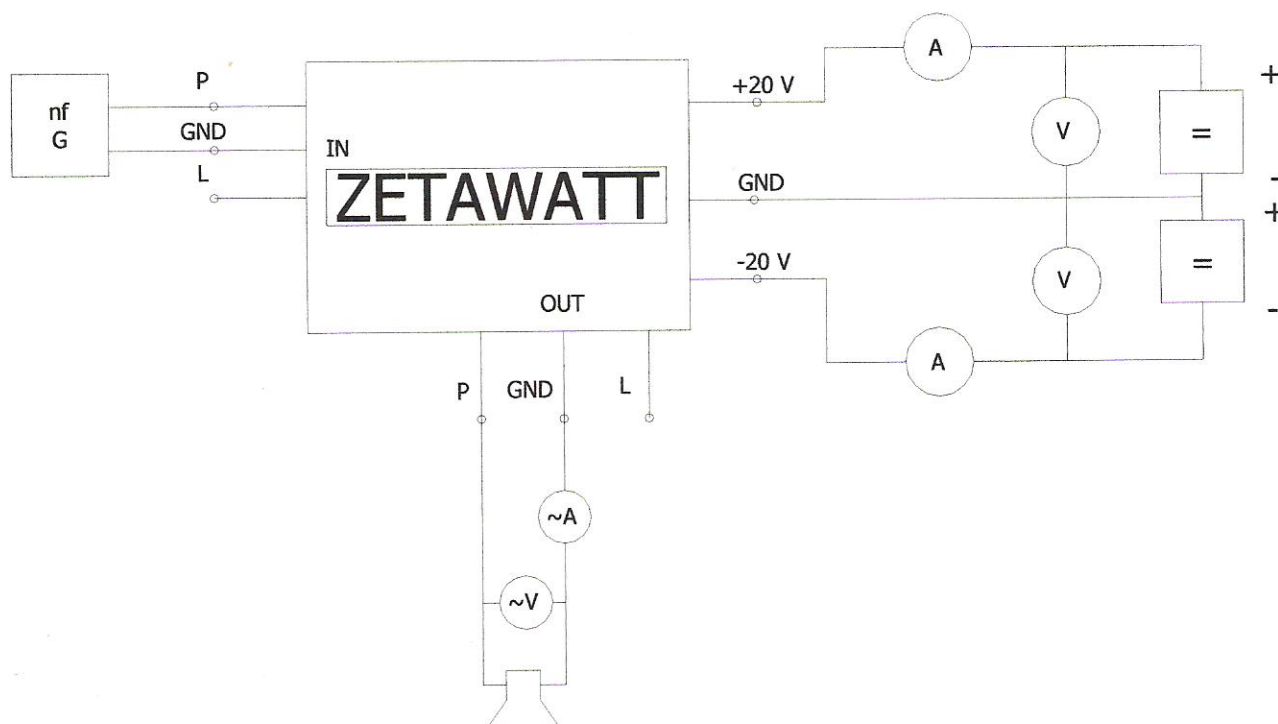 nf
G
P
GND
L
IN
ZETAWATT
OUT
+20 V
GND
-20 V
A
V
V
A
=
=
+
-
+
-
P
GND
L
~A
~V